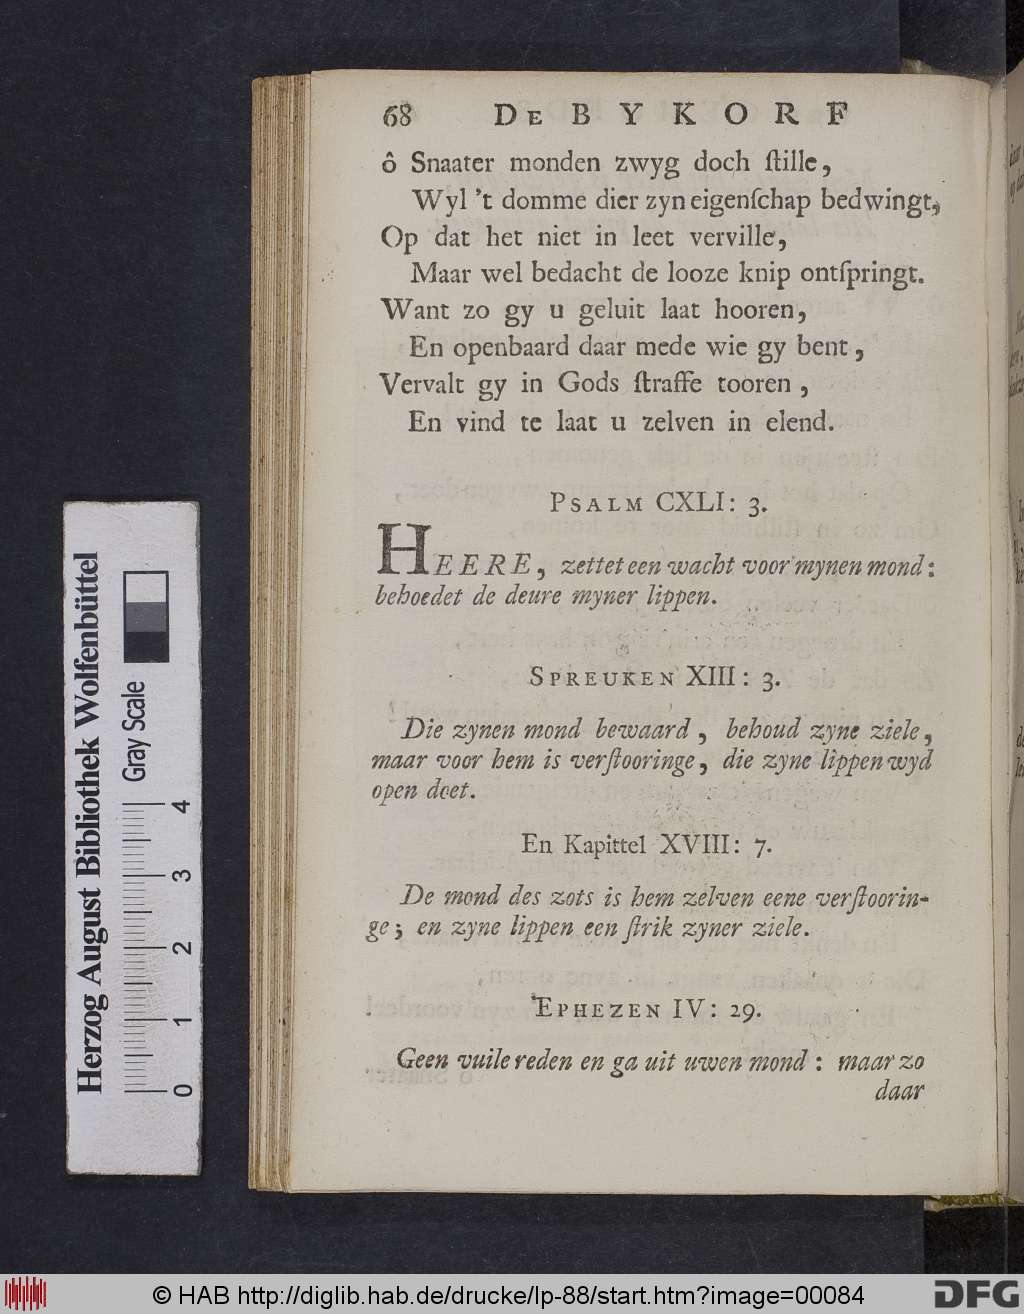 68 DE BYKORF
ô Snaater monden zwyg doch ſtille,
Wyl 't domme dier zyn eigenſchap bedwingt,
Op dat het niet in leet verville,
Maar wel bedacht de looze knip ontſpringt.
Want zo gy u geluit laat hooren,
En openbaard daar mede wie gy bent,
Vervalt gy in Gods ſtraffe tooren,
En vind te laat u zelven in elend.
PSALM CXLI: 3.
HEERE, zettet een wacht voor mynen mond:
behoedet de deure myner lippen.
SPREUKEN XIII: 3.
Die zynen mond bewaard, behoud zyne ziele,
maar voor hem is verſtooringe, die zyne lippen wyd
open doet.
En Kapittel XVIII: 7.
De mond des zots is hem zelven eene verſtoorin-
ge; en zyne lippen een ſtrik zyner ziele.
EPHEZEN IV: 29.
Geen vuile reden en ga uit uwen mond: maar zo
daar
Herzog August Bibliothek Wolfenbüttel
Gray Scale
0 1 2 3 4
© HAB http://diglib.hab.de/drucke/lp-88/start.htm?image=00084
DFG